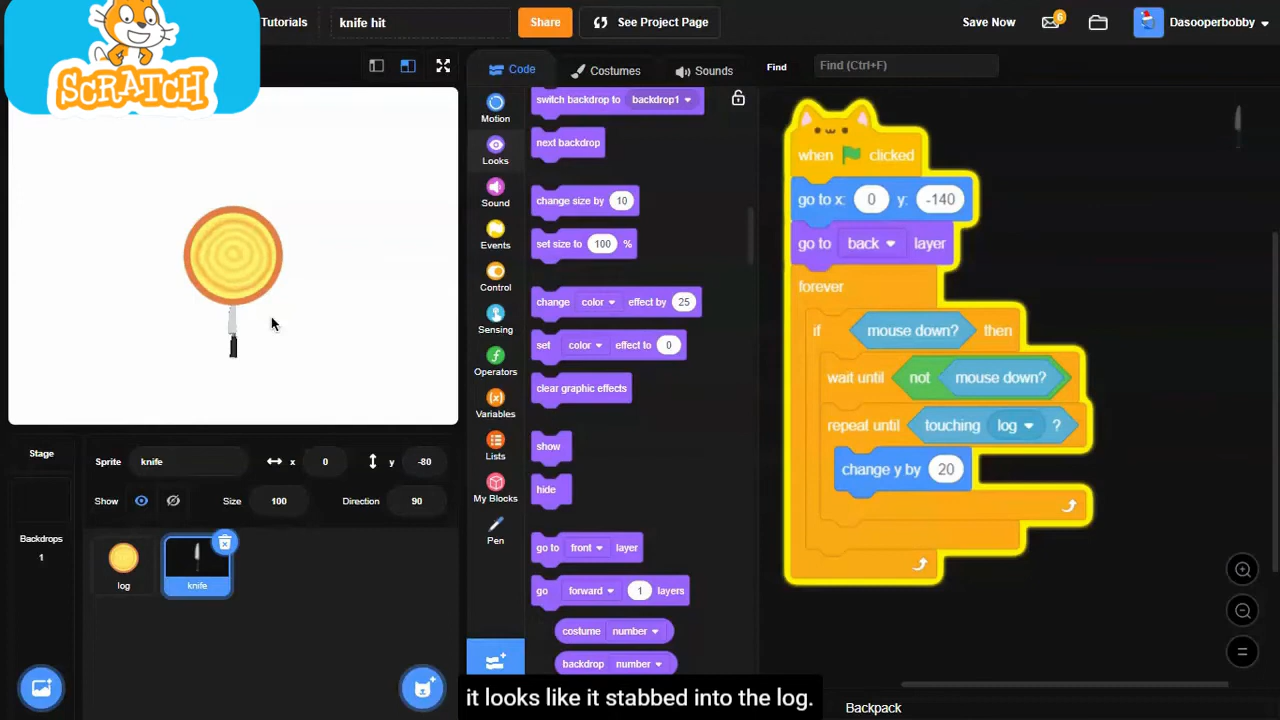 SCRATCH
Tutorials
knife hit
Share
See Project Page
Save Now
6
Dasooperbobby
Code
Costumes
Sounds
Find
Find (Ctrl+F)
Motion
Looks
Sound
Events
Control
Sensing
Operators
Variables
Lists
My Blocks
Pen
switch backdrop to backdrop1
next backdrop
change size by 10
set size to 100 %
change color effect by 25
set color effect to 0
clear graphic effects
show
hide
go to front layer
go forward 1 layers
costume number
backdrop number
when clicked
go to x: 0 y: -140
go to back layer
forever
if mouse down? then
wait until not mouse down?
repeat until touching log ?
change y by 20
Sprite knife x 0 y -80
Show Size 100 Direction 90
log
knife
Stage
Backdrops
1
it looks like it stabbed into the log.
Backpack